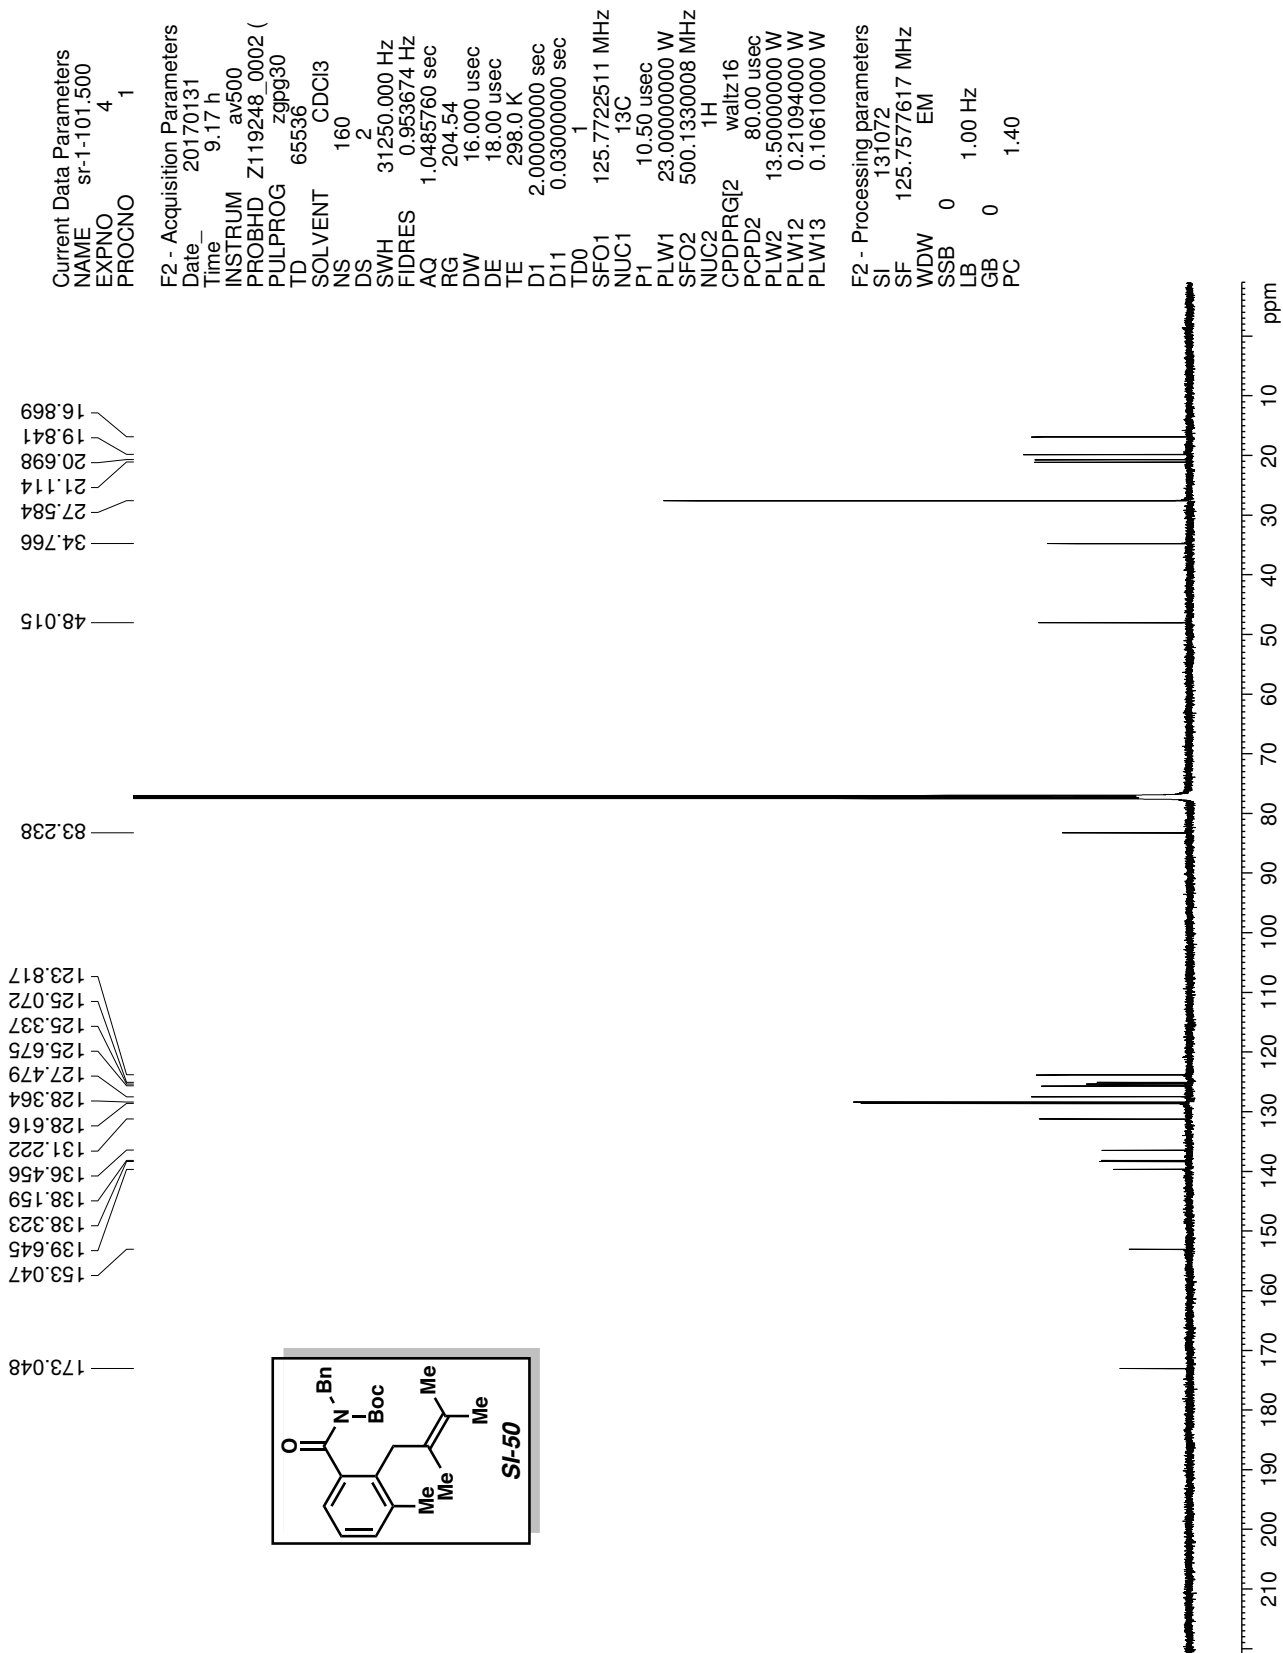 Current Data Parameters
NAME sr-1-101.500
EXPNO 4
PROCNO 1
F2 - Acquisition Parameters
Date_ 20170131
Time 9.17 h
INSTRUM av500
PROBHD Z119248_0002 (
PULPROG zgpg30
TD 65536
SOLVENT CDCl3
NS 160
DS 2
SWH 31250.000 Hz
FIDRES 0.953674 Hz
AQ 1.0485760 sec
RG 204.54
DW 16.000 usec
DE 18.00 usec
TE 298.0 K
D1 2.00000000 sec
D11 0.03000000 sec
TD0 1
SFO1 125.7722511 MHz
NUC1 13C
P1 10.50 usec
PLW1 23.00000000 W
SFO2 500.1330008 MHz
NUC2 1H
CPDPRG[2 waltz16
PCPD2 80.00 usec
PLW2 13.50000000 W
PLW12 0.21094000 W
PLW13 0.10610000 W
F2 - Processing parameters
SI 131072
SF 125.7577617 MHz
WDW EM
SSB 0
LB 1.00 Hz
GB 0
PC 1.40
173.048
153.047
139.645
138.323
138.159
136.456
131.222
128.616
128.364
127.479
125.675
125.337
125.072
123.817
83.238
48.015
34.766
27.584
21.114
20.698
19.841
16.869
O
N
Bn
Boc
Me
Me
Me
Me
SI-50
210 200 190 180 170 160 150 140 130 120 110 100 90 80 70 60 50 40 30 20 10 ppm